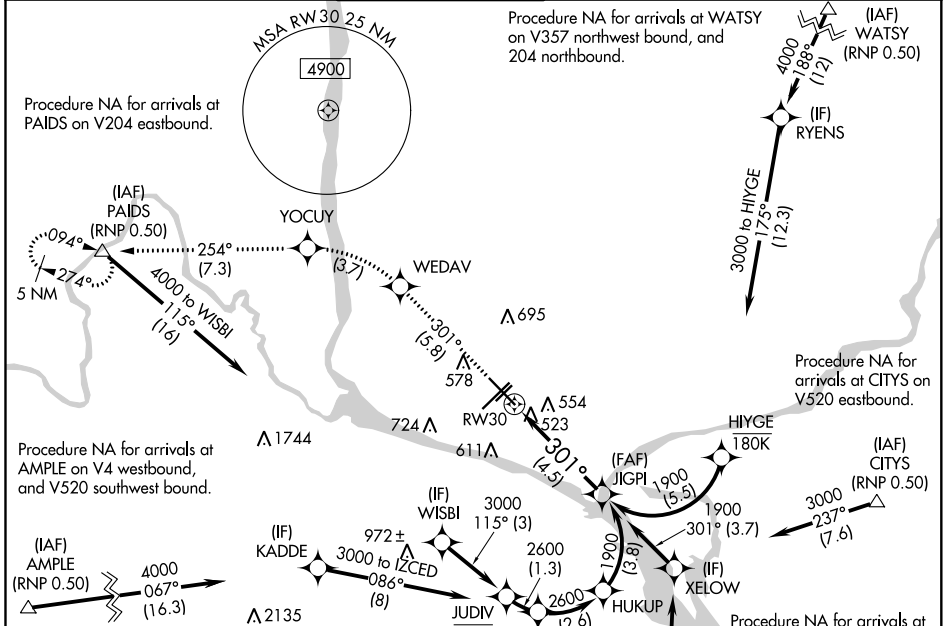 MSA RW30 25 NM
4900
Procedure NA for arrivals at WATSY
on V357 northwest bound, and
204 northbound.
(IAF)
WATSY
(RNP 0.50)
4000
188°
(12)
(IF)
RYENS
3000 to HIYGE
175°
(12.3)
Procedure NA for arrivals at
PAIDS on V204 eastbound.
(IAF)
PAIDS
(RNP 0.50)
094°
274°
5 NM
254°
(7.3)
YOCUY
(3.7)
WEDAV
4000 to WISBI
115°
(16)
301°
(5.8)
695
578
RW30
554
523
724
611
1744
301°
(4.5)
Procedure NA for
arrivals at CITYS on
V520 eastbound.
HIYGE
180K
(FAF)
JIGPI
1900
(5.5)
(IAF)
CITYS
(RNP 0.50)
3000
237°
(7.6)
1900
301° (3.7)
Procedure NA for arrivals at
AMPLE on V4 westbound,
and V520 southwest bound.
(IF)
WISBI
3000
115° (3)
(IF)
KADDE
972±
3000 to IZCED
086°
(8)
2600
(1.3)
1900
(3.8)
(IF)
XELOW
(IAF)
AMPLE
(RNP 0.50)
4000
067°
(16.3)
2135
JUDIV
2600
(2.6)
HUKUP
Procedure NA for arrivals at